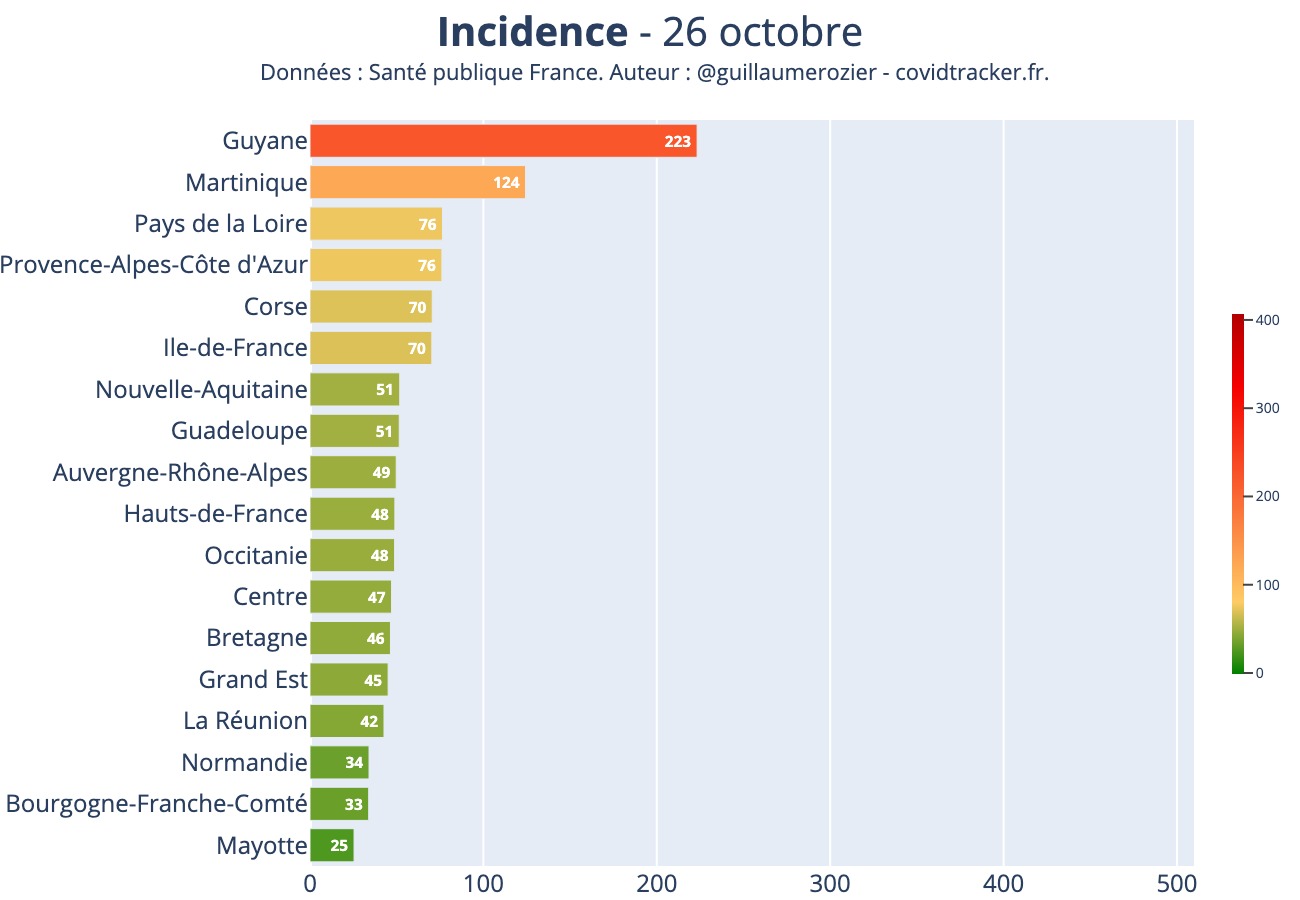 Incidence - 26 octobre
Données : Santé publique France. Auteur : @guillaumerozier - covidtracker.fr.
Guyane 223
Martinique 124
Pays de la Loire 76
Provence-Alpes-Côte d'Azur 76
Corse 70
Ile-de-France 70
Nouvelle-Aquitaine 51
Guadeloupe 51
Auvergne-Rhône-Alpes 49
Hauts-de-France 48
Occitanie 48
Centre 47
Bretagne 46
Grand Est 45
La Réunion 42
Normandie 34
Bourgogne-Franche-Comté 33
Mayotte 25
0 100 200 300 400 500
400
300
200
100
0